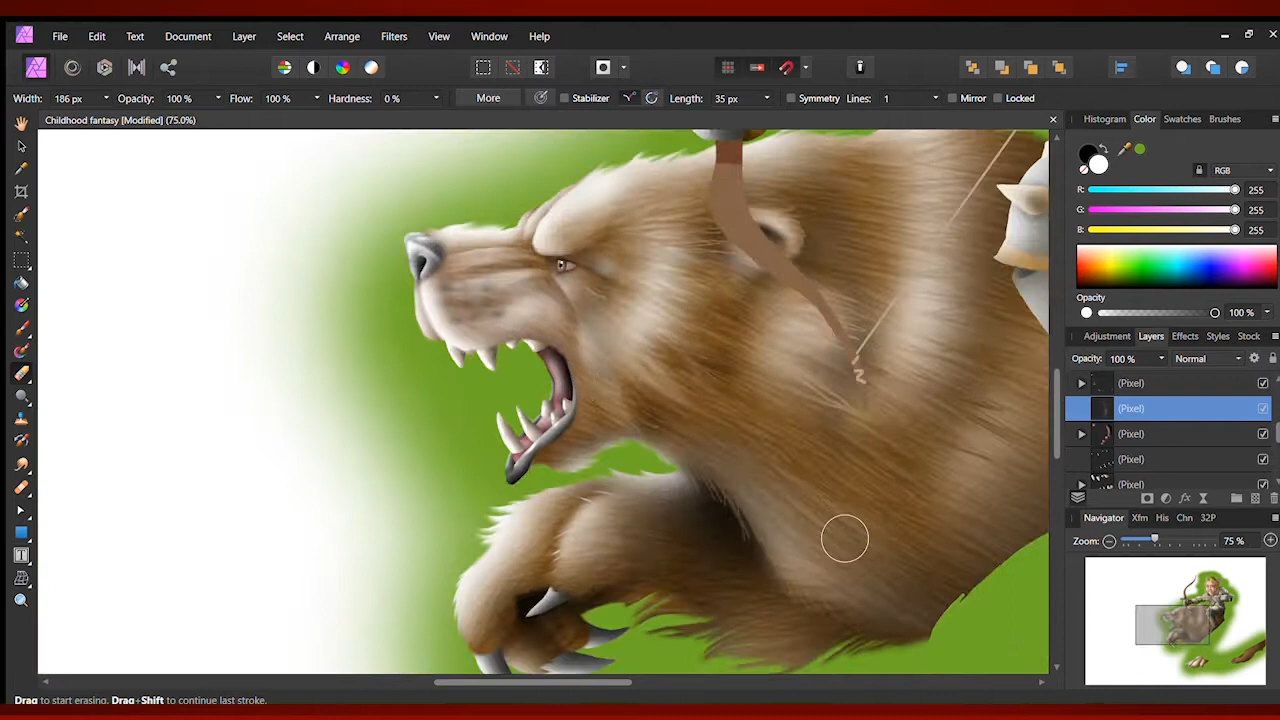 File Edit Text Document Layer Select Arrange Filters View Window Help
Width: 186 px Opacity: 100 % Flow: 100 % Hardness: 0 % More Stabilizer Length: 35 px Symmetry Lines: 1 Mirror Locked
Childhood fantasy [Modified] (75.0%)
Histogram Color Swatches Brushes
RGB
R: 255
G: 210
B: 255
Opacity
100 %
Adjustment Layers Effects Styles Stock
Opacity: 100 % Normal
(Pixel)
(Pixel)
(Pixel)
(Pixel)
(Pixel)
Navigator Xfm His Chn 32P
Zoom: 75 %
Drag to start erasing. Drag+Shift to continue last stroke.